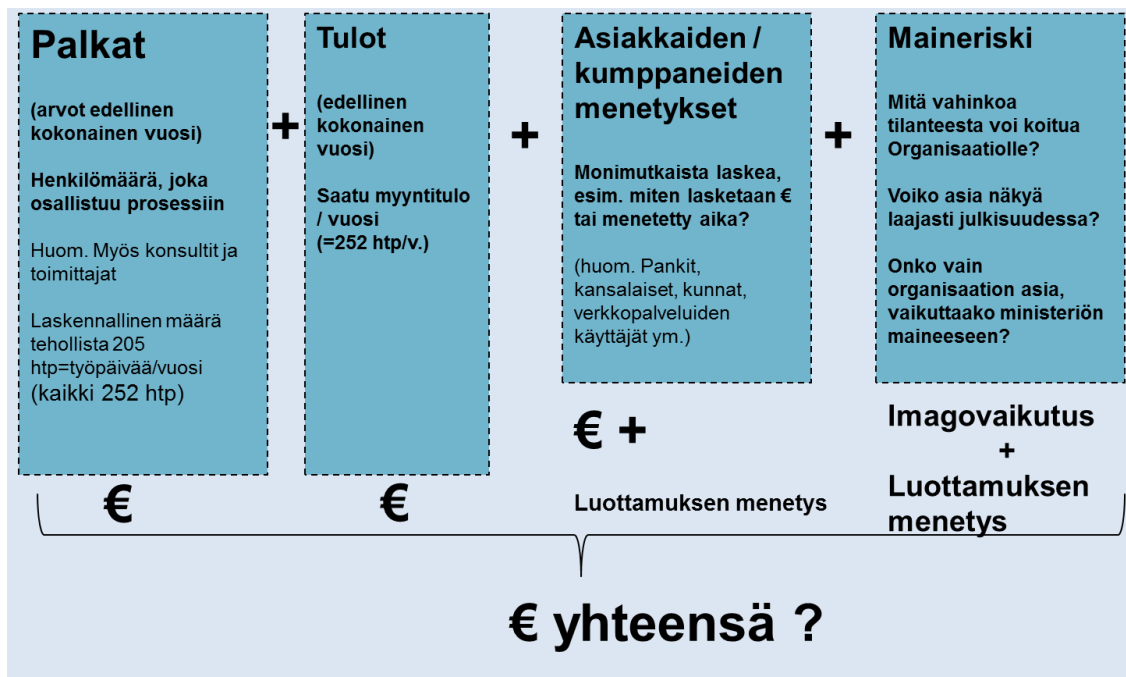 Palkat
(arvot edellinen
kokonainen vuosi)
Henkilömäärä, joka
osallistuu prosessiin
Huom. Myös konsultit ja
toimittajat
Laskennallinen määrä
tehollista 205
htp=työpäivää/vuosi
(kaikki 252 htp)
€
+
Tulot
(edellinen
kokonainen
vuosi)
Saatu myyntitulo
/ vuosi
(=252 htp/v.)
€
+
Asiakkaiden /
kumppaneiden
menetykset
Monimutkaista laskea,
esim. miten lasketaan €
tai menetetty aika?
(huom. Pankit,
kansalaiset, kunnat,
verkkopalveluiden
käyttäjät ym.)
€ +
Luottamuksen menetys
+
Maineriski
Mitä vahinkoa
tilanteesta voi koitua
Organisaatiolle?
Voiko asia näkyä
laajasti julkisuudessa?
Onko vain
organisaation asia,
vaikuttaako ministeriön
maineeseen?
Imagovaikutus
+
Luottamuksen
menetys
€ yhteensä ?